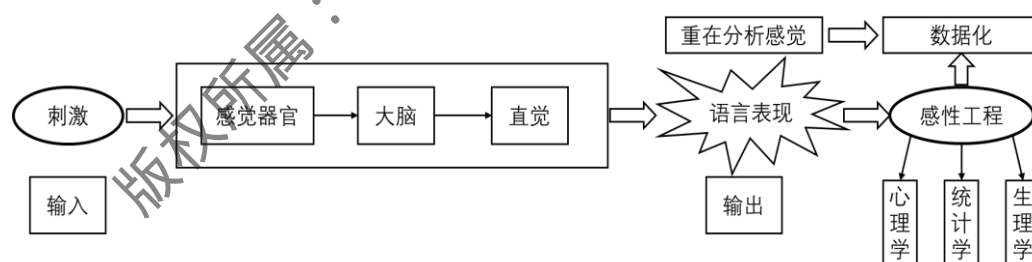 重在分析感觉
数据化
刺激
感觉器官
大脑
直觉
语言表现
感性工程
输入
输出
心理学
统计学
生理学
版权所属：